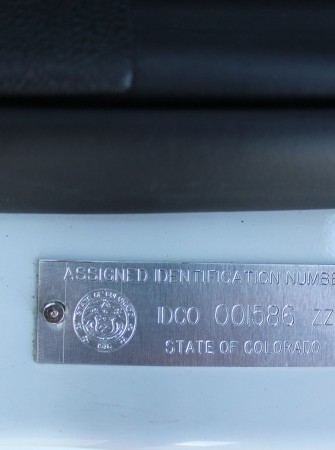 ASSIGNED IDENTIFICATION NUMBE
IDCO 001586 ZZ
STATE OF COLORADO